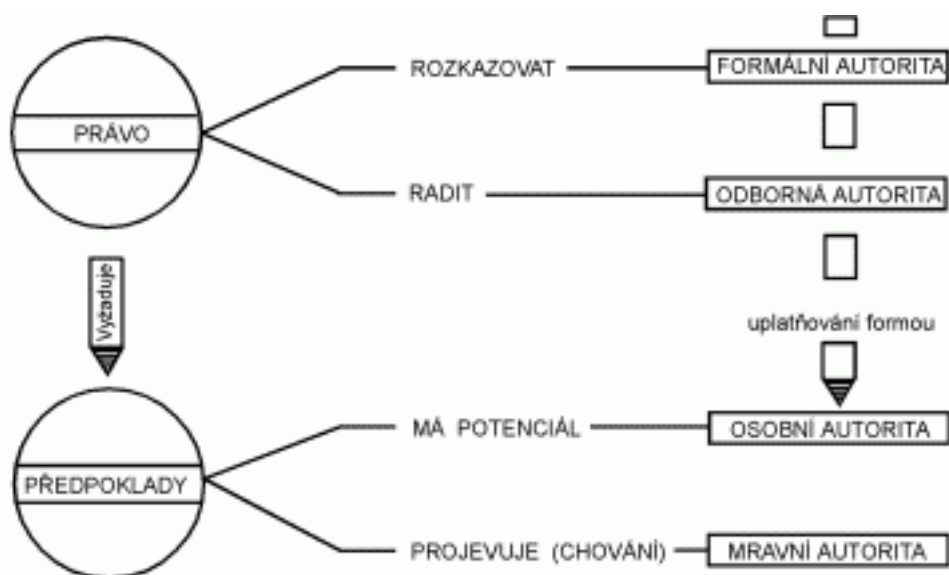 ROZKAZOVAT
FORMÁLNÍ AUTORITA
PRÁVO
RADIT
ODBORNÁ AUTORITA
Vyžaduje
uplatňování formou
MÁ POTENCIÁL
OSOBNÍ AUTORITA
PŘEDPOKLADY
PROJEVUJE (CHOVÁNÍ)
MRAVNÍ AUTORITA